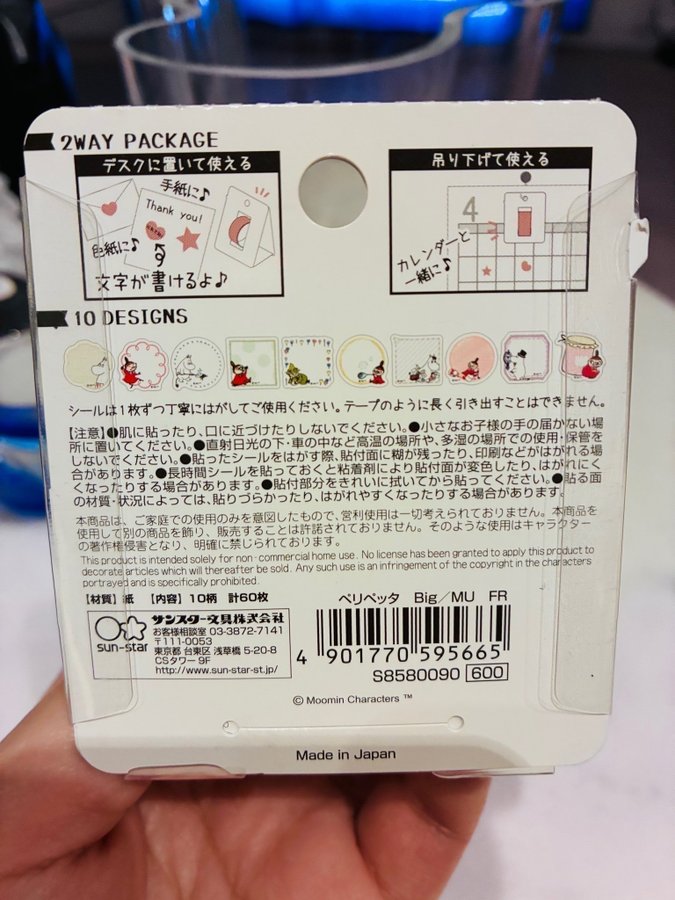 2WAY PACKAGE
デスクに置いて使える
手紙に♪
Thank you!
色紙に♪
文字が書けるよ♪
吊り下げて使える
4
カレンダーと
一緒に♪
10 DESIGNS
シールは1枚ずつ丁寧にはがしてご使用ください。テープのように長く引き出すことはできません。
【注意】●肌に貼ったり、口に近づけたりしないでください。●小さなお子様の手の届かない場
所に置いてください。●直射日光の下・車の中など高温の場所や、多湿の場所での使用・保管を
しないでください。●貼ったシールをはがす際、貼付面に糊が残ったり、印刷などがはがれる場
合があります。●長時間シールを貼っておくと粘着剤により貼付面が変色したり、はがれにく
くなったりする場合があります。●貼付部分をきれいに拭いてから貼ってください。●貼る面
の材質・状況によっては、貼りづらかったり、はがれやすくなったりする場合があります。
本商品は、ご家庭での使用のみを意図したもので、営利使用は一切考えられておりません。本商品を
使用して別の商品を飾り、販売することは許諾されておりません。そのような使用はキャラクター
の著作権侵害となり、明確に禁じられております。
This product is intended solely for non-commercial home use. No license has been granted to apply this product to
decorate articles which will thereafter be sold. Any such use is an infringement of the copyright in the characters
portrayed and is specifically prohibited.
【材質】紙 【内容】10柄 計60枚
sun-star
サンスター文具株式会社
お客様相談室 03-3872-7141
〒111-0053
東京都 台東区 浅草橋 5-20-8
CSタワー 9F
http://www.sun-star-st.jp/
ペリペッタ Big/MU FR
4 901770 595665
S8580090 600
© Moomin Characters ™
Made in Japan